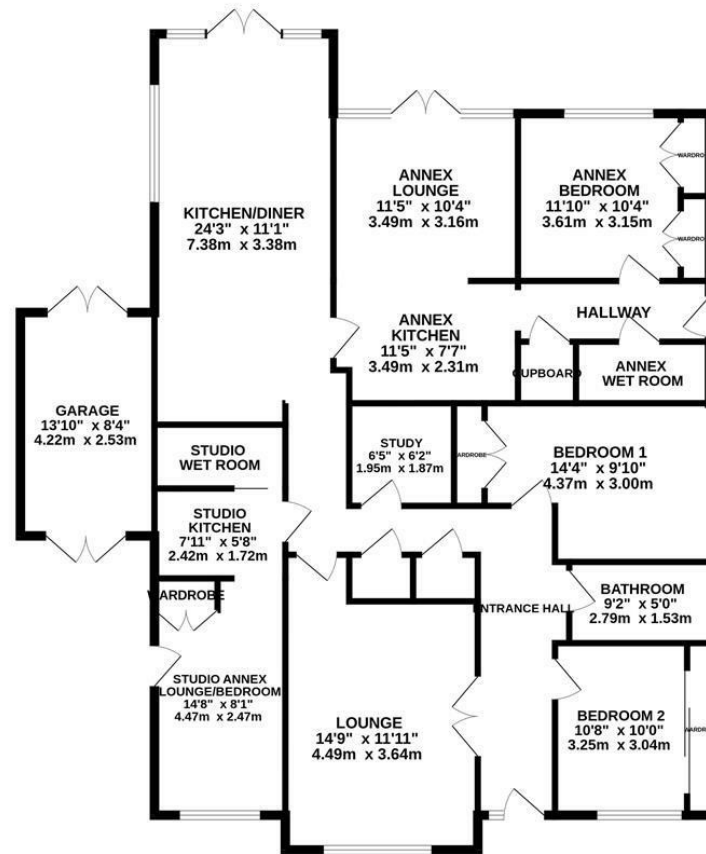 ANNEX
LOUNGE
11'5" x 10'4"
3.49m x 3.16m
ANNEX
BEDROOM
11'10" x 10'4"
3.61m x 3.15m
WARDRO
WARDRO
KITCHEN/DINER
24'3" x 11'1"
7.38m x 3.38m
HALLWAY
ANNEX
KITCHEN
11'5" x 7'7"
3.49m x 2.31m
CUPBOARD
ANNEX
WET ROOM
GARAGE
13'10" x 8'4"
4.22m x 2.53m
STUDIO
WET ROOM
STUDY
6'5" x 6'2"
1.95m x 1.87m
ARDROBE
BEDROOM 1
14'4" x 9'10"
4.37m x 3.00m
STUDIO
KITCHEN
7'11" x 5'8"
2.42m x 1.72m
WARDROBE
ENTRANCE HALL
BATHROOM
9'2" x 5'0"
2.79m x 1.53m
STUDIO ANNEX
LOUNGE/BEDROOM
14'8" x 8'1"
4.47m x 2.47m
LOUNGE
14'9" x 11'11"
4.49m x 3.64m
BEDROOM 2
10'8" x 10'0"
3.25m x 3.04m
WARDRO